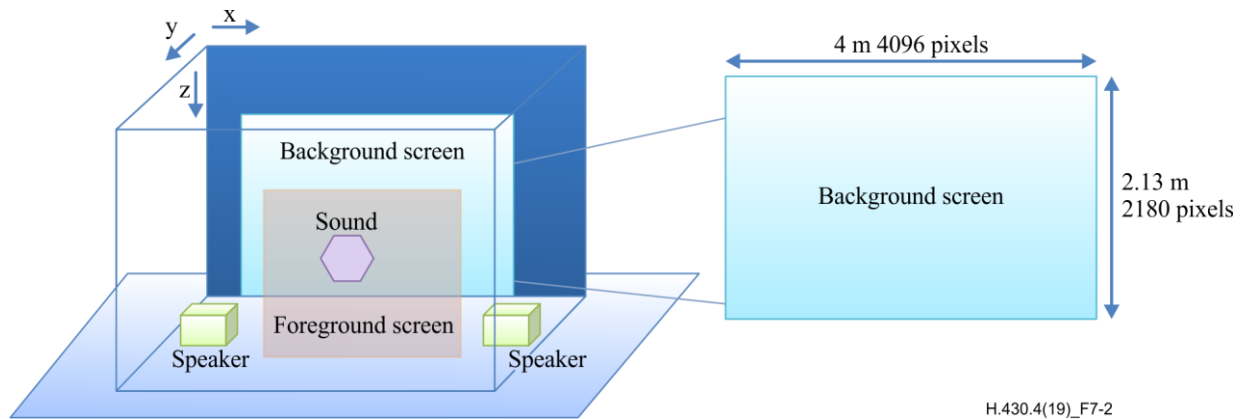 x
y
z
4 m 4096 pixels
Background screen
Background screen
2.13 m
2180 pixels
Sound
Foreground screen
Speaker
Speaker
H.430.4(19)_F7-2